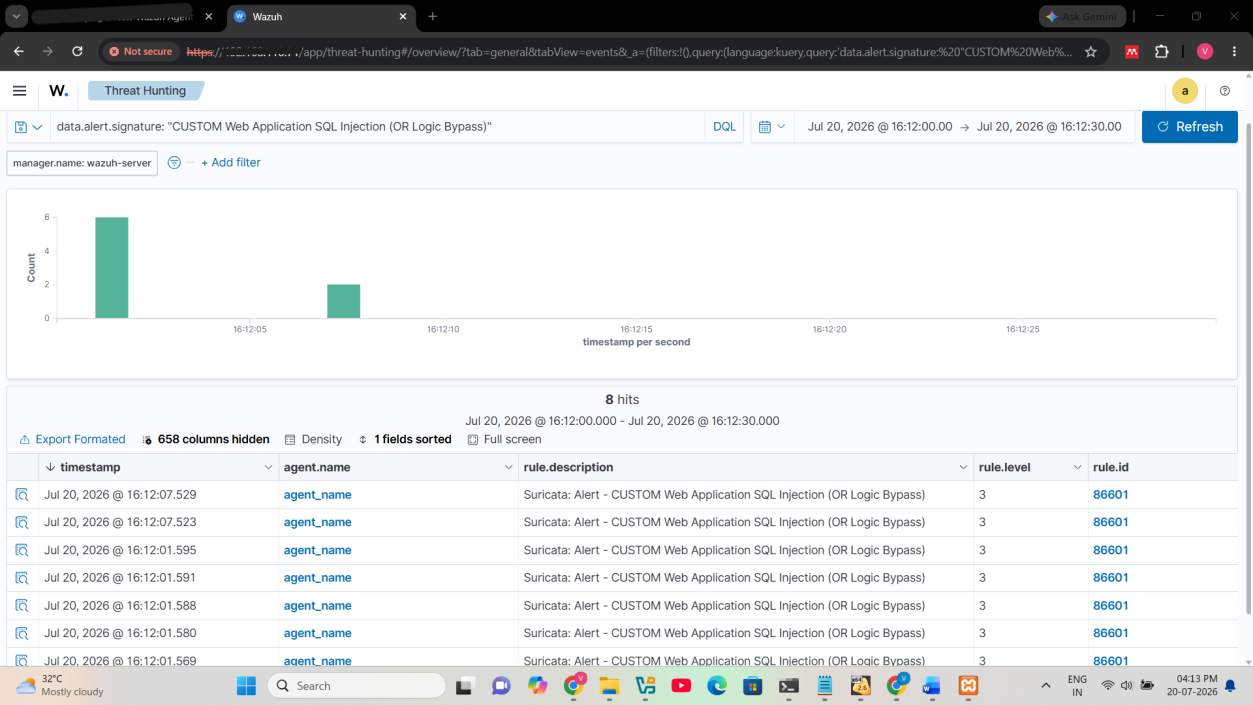 Wazuh
Ask Gemini
Not secure
/app/threat-hunting#/overview/?tab=general&tabView=events&_a=(filters:!(),query:(language:kuery,query:'data.alert.signature:%20"CUSTOM%20Web%...
V
W.
Threat Hunting
a
data.alert.signature: "CUSTOM Web Application SQL Injection (OR Logic Bypass)"
DQL
Jul 20, 2026 @ 16:12:00.00 → Jul 20, 2026 @ 16:12:30.00
Refresh
manager.name: wazuh-server
+ Add filter
6
4
2
0
Count
16:12:05 16:12:10 16:12:15 16:12:20 16:12:25
timestamp per second
8 hits
Jul 20, 2026 @ 16:12:00.000 - Jul 20, 2026 @ 16:12:30.000
Export Formated 658 columns hidden Density 1 fields sorted Full screen
timestamp agent.name rule.description rule.level rule.id
Jul 20, 2026 @ 16:12:07.529 agent_name Suricata: Alert - CUSTOM Web Application SQL Injection (OR Logic Bypass) 3 86601
Jul 20, 2026 @ 16:12:07.523 agent_name Suricata: Alert - CUSTOM Web Application SQL Injection (OR Logic Bypass) 3 86601
Jul 20, 2026 @ 16:12:01.595 agent_name Suricata: Alert - CUSTOM Web Application SQL Injection (OR Logic Bypass) 3 86601
Jul 20, 2026 @ 16:12:01.591 agent_name Suricata: Alert - CUSTOM Web Application SQL Injection (OR Logic Bypass) 3 86601
Jul 20, 2026 @ 16:12:01.588 agent_name Suricata: Alert - CUSTOM Web Application SQL Injection (OR Logic Bypass) 3 86601
Jul 20, 2026 @ 16:12:01.580 agent_name Suricata: Alert - CUSTOM Web Application SQL Injection (OR Logic Bypass) 3 86601
Jul 20, 2026 @ 16:12:01.569 agent_name Suricata: Alert - CUSTOM Web Application SQL Injection (OR Logic Bypass) 3 86601
32°C
Mostly cloudy
Search
ENG
IN
04:13 PM
20-07-2026